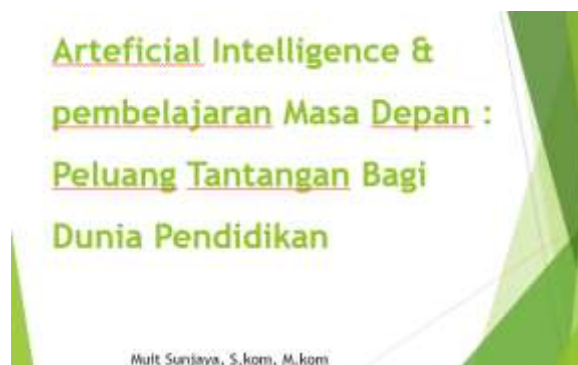 Arteficial Intelligence &
pembelajaran Masa Depan :
Peluang Tantangan Bagi
Dunia Pendidikan
Mult Sunjaya, S.kom, M.kom